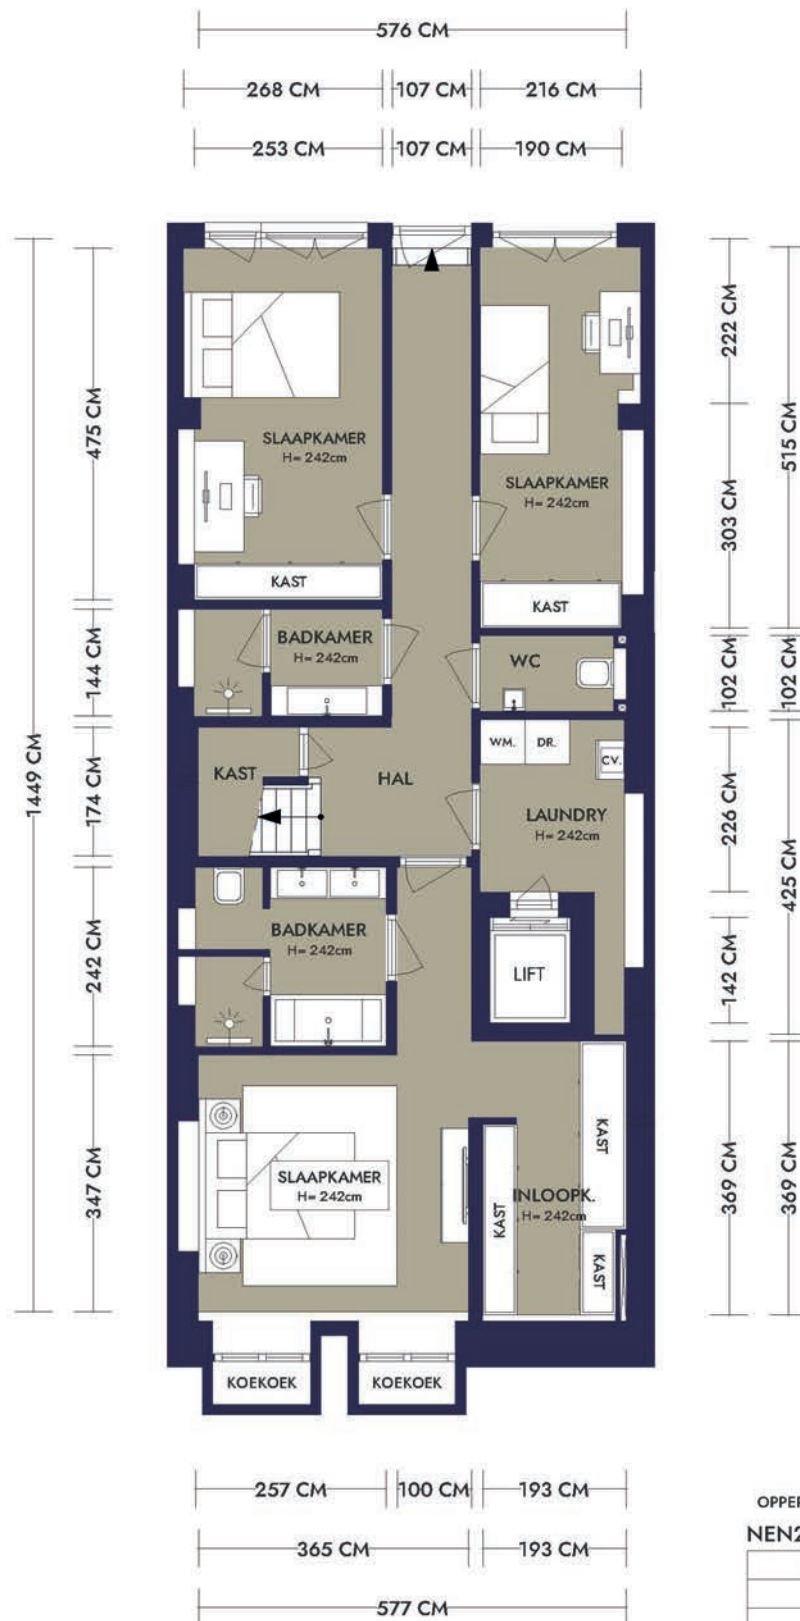 576 CM
268 CM 107 CM 216 CM
253 CM 107 CM 190 CM
1449 CM
475 CM
144 CM
174 CM
242 CM
347 CM
222 CM
303 CM
102 CM
226 CM
142 CM
369 CM
515 CM
102 CM
425 CM
369 CM
SLAAPKAMER
H= 242cm
KAST
SLAAPKAMER
H= 242cm
KAST
BADKAMER
H= 242cm
WC
KAST
HAL
WM. DR.
CV.
LAUNDRY
H= 242cm
BADKAMER
H= 242cm
LIFT
SLAAPKAMER
H= 242cm
INLOOPK.
H= 242cm
KAST
KAST
KAST
KOEKOEK KOEKOEK
257 CM 100 CM 193 CM
365 CM 193 CM
577 CM